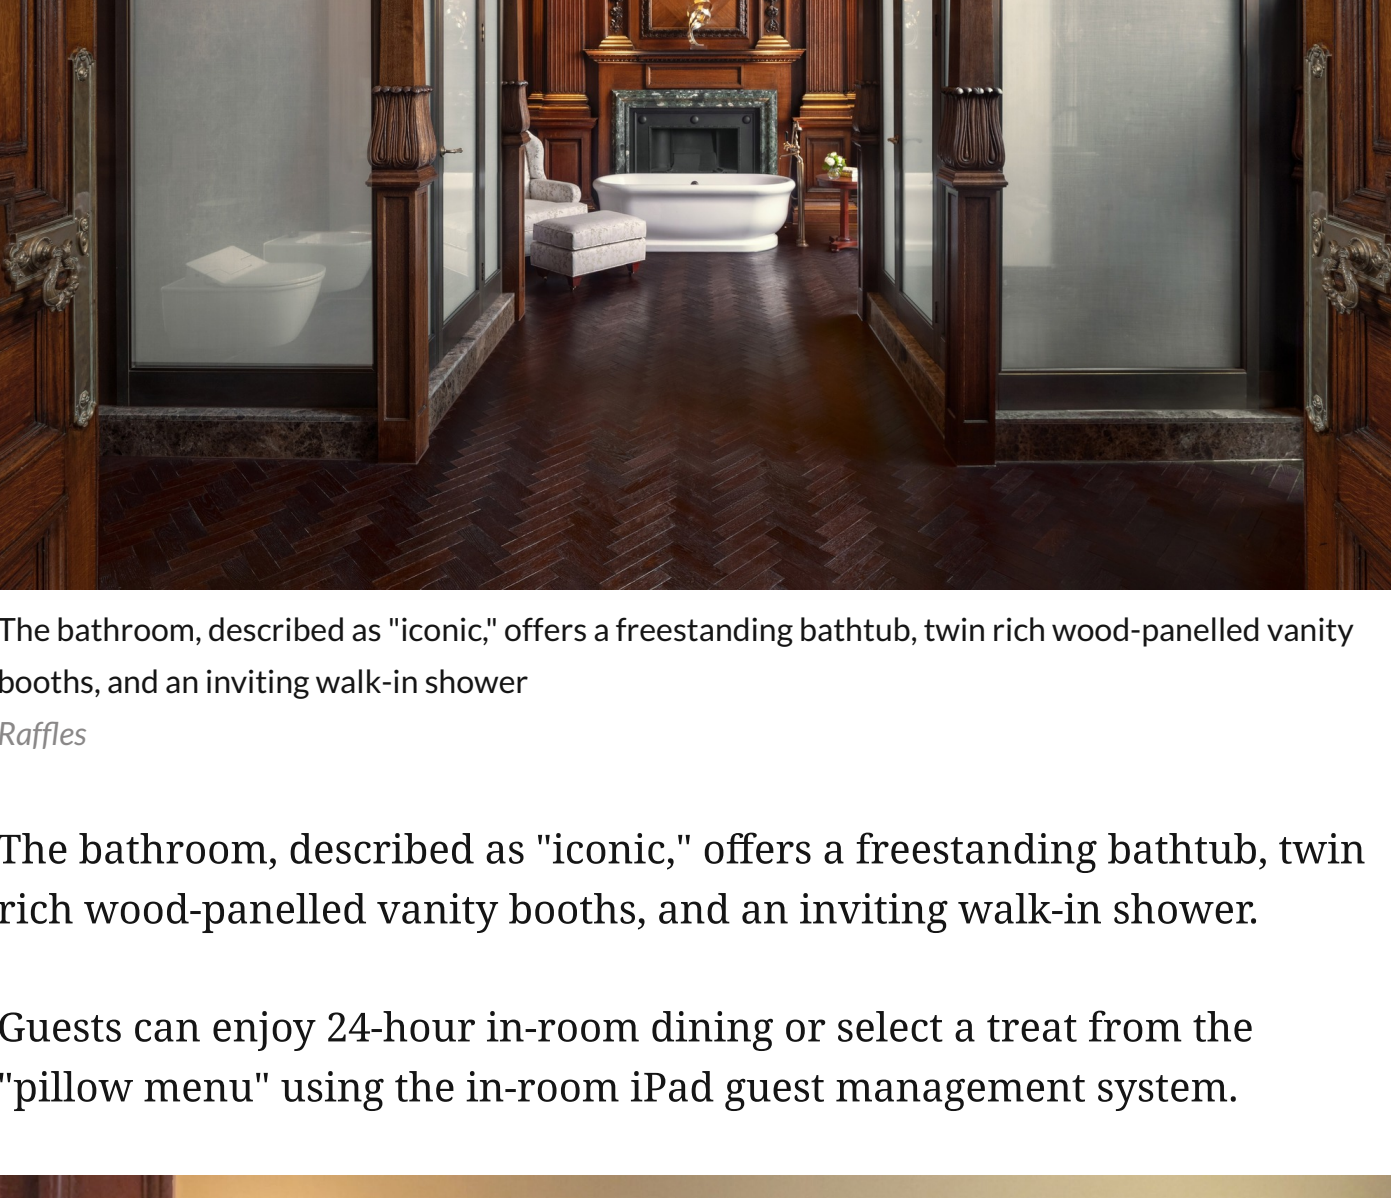 The bathroom, described as "iconic," offers a freestanding bathtub, twin rich wood-panelled vanity
booths, and an inviting walk-in shower
Raffles
The bathroom, described as "iconic," offers a freestanding bathtub, twin
rich wood-panelled vanity booths, and an inviting walk-in shower.
Guests can enjoy 24-hour in-room dining or select a treat from the
"pillow menu" using the in-room iPad guest management system.